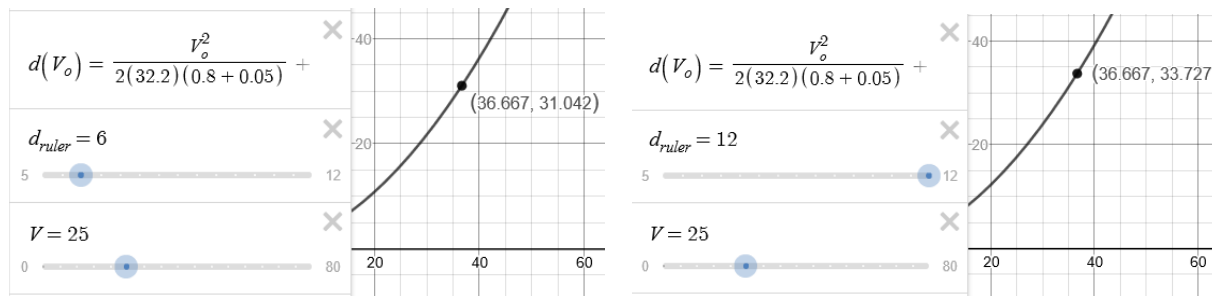 d(V_o) = V_o^2 / 2(32.2)(0.8 + 0.05) +
d_ruler = 6
5 12
V = 25
0 80
40
(36.667, 31.042)
20
20 40 60
d(V_o) = V_o^2 / 2(32.2)(0.8 + 0.05) +
d_ruler = 12
5 12
V = 25
0 80
40
(36.667, 33.727
20
20 40 60